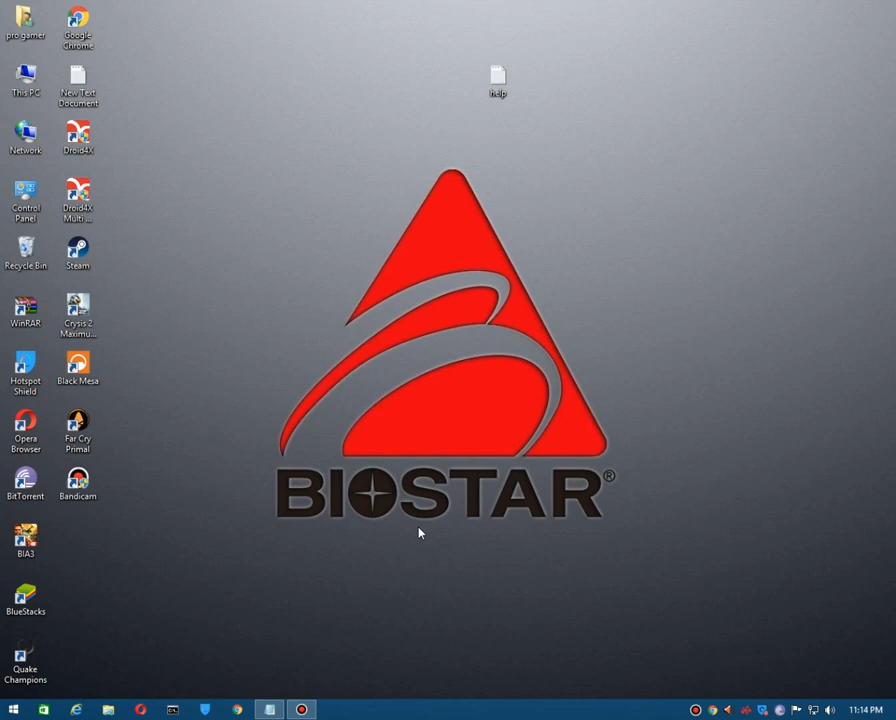 pro gamer
Google
Chrome
This PC
New Text
Document
help
Network
Droid4X
Control
Panel
Droid4X
Multi ...
Recycle Bin
Steam
WinRAR
Crysis 2
Maximu...
Hotspot
Shield
Black Mesa
Opera
Browser
Far Cry
Primal
BitTorrent
Bandicam
BIOSTAR®
BIA3
BlueStacks
Quake
Champions
11:14 PM